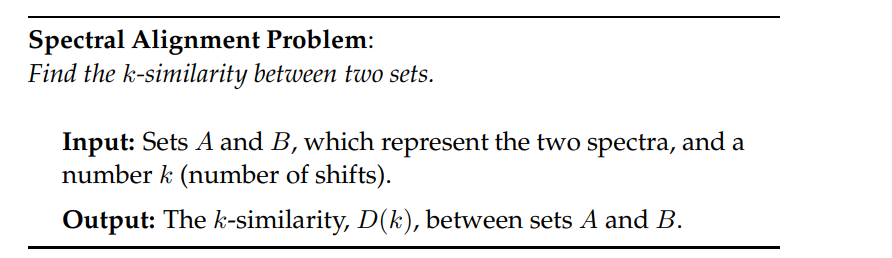 Spectral Alignment Problem:
Find the k-similarity between two sets.
Input: Sets A and B, which represent the two spectra, and a
number k (number of shifts).
Output: The k-similarity, D(k), between sets A and B.